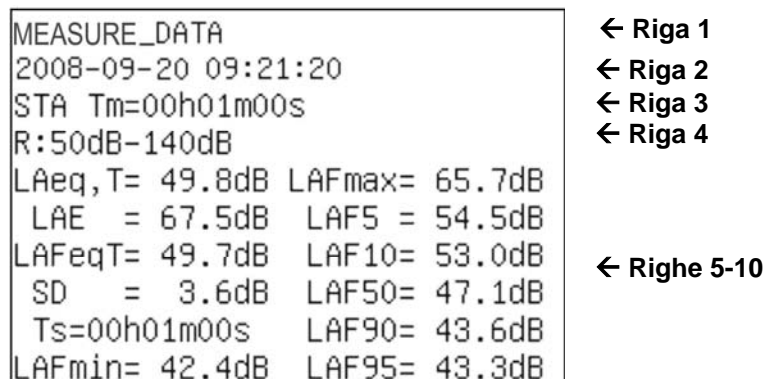 MEASURE_DATA ← Riga 1
2008-09-20 09:21:20 ← Riga 2
STA Tm=00h01m00s ← Riga 3
R:50dB-140dB ← Riga 4
LAeq,T= 49.8dB LAFmax= 65.7dB
LAE = 67.5dB LAF5 = 54.5dB
LAFeqT= 49.7dB LAF10= 53.0dB ← Righe 5-10
SD = 3.6dB LAF50= 47.1dB
Ts=00h01m00s LAF90= 43.6dB
LAFmin= 42.4dB LAF95= 43.3dB